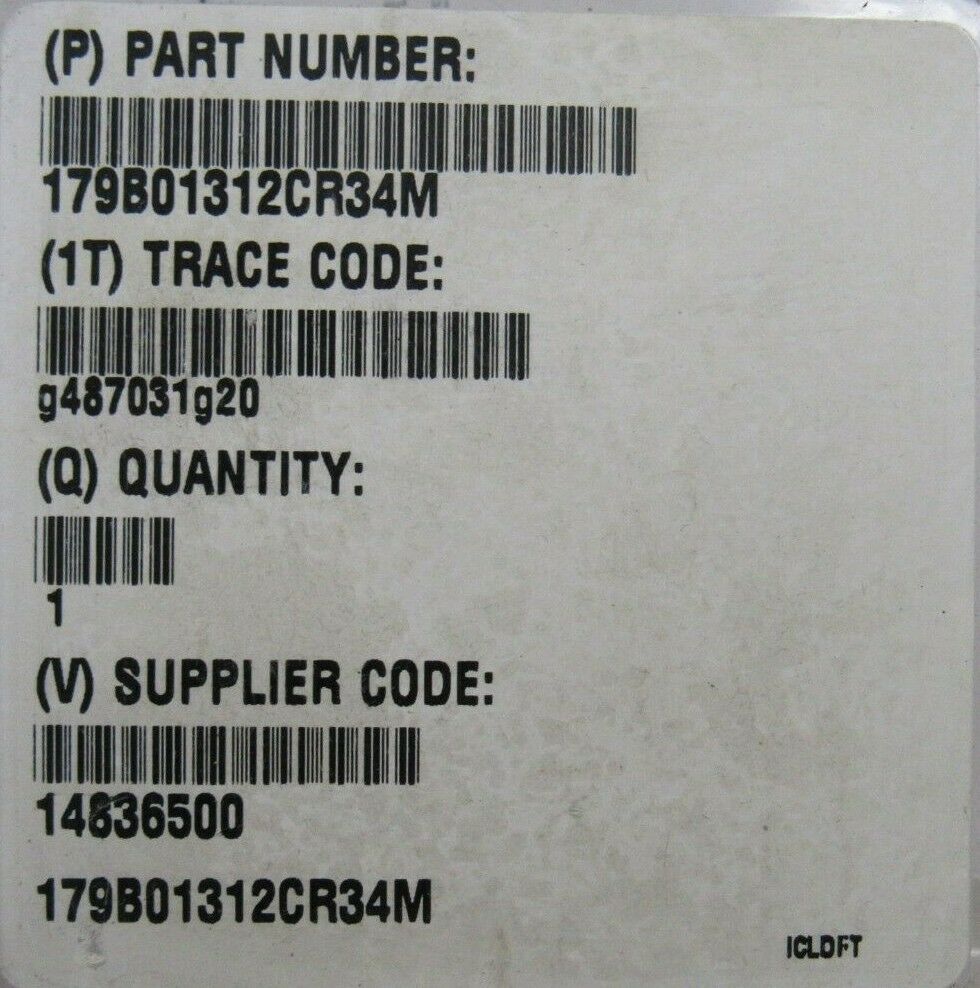 (P) PART NUMBER:
179B01312CR34M
(1T) TRACE CODE:
g487031g20
(Q) QUANTITY:
1
(V) SUPPLIER CODE:
14836500
179B01312CR34M
ICLDFT